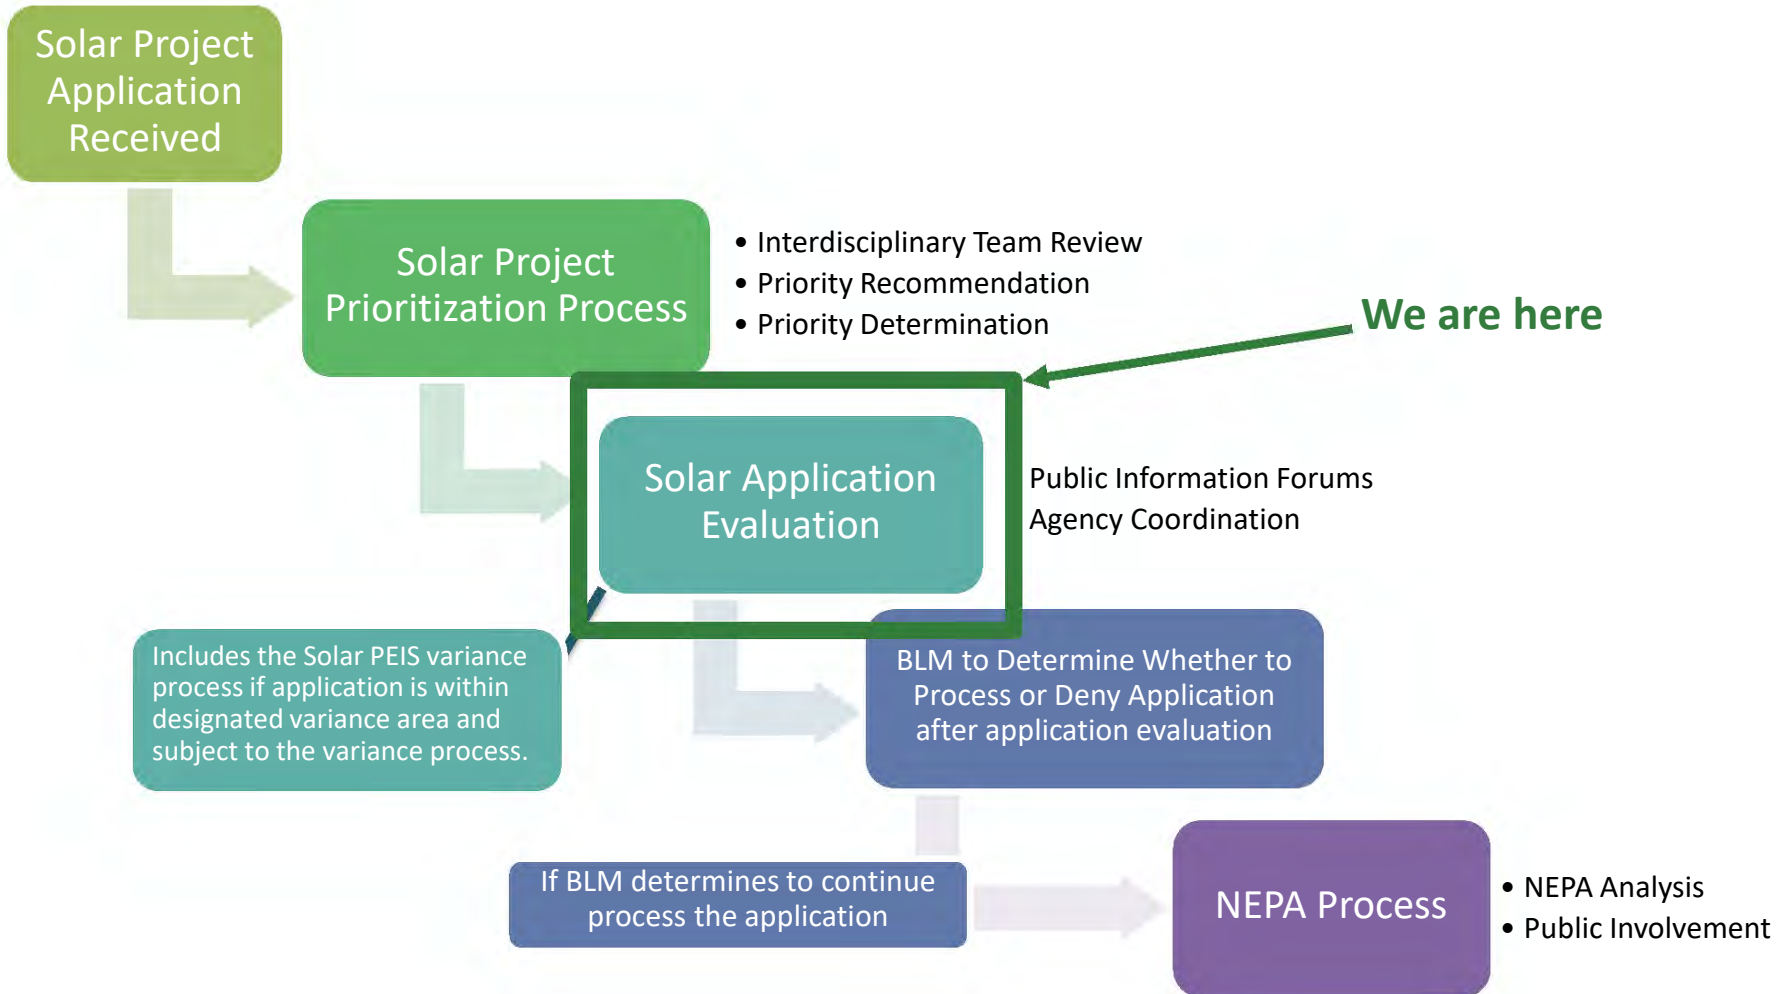 Solar Project
Application
Received
Solar Project
Prioritization Process
• Interdisciplinary Team Review
• Priority Recommendation
• Priority Determination
We are here
Solar Application
Evaluation
Public Information Forums
Agency Coordination
Includes the Solar PEIS variance
process if application is within
designated variance area and
subject to the variance process.
BLM to Determine Whether to
Process or Deny Application
after application evaluation
If BLM determines to continue
process the application
NEPA Process
• NEPA Analysis
• Public Involvement